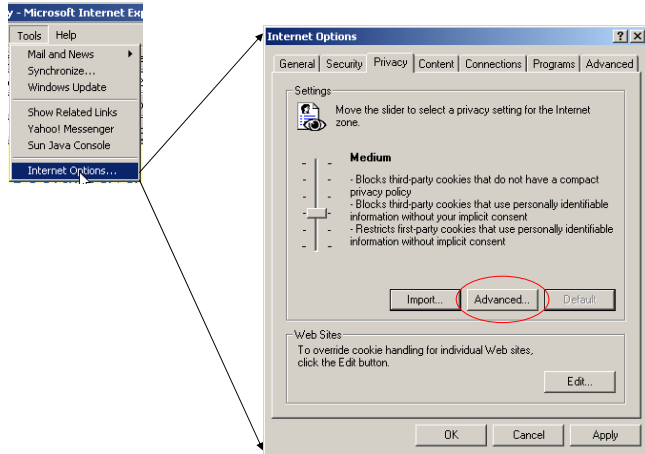 y - Microsoft Internet Exp
Tools Help
Mail and News
Synchronize...
Windows Update
Show Related Links
Yahoo! Messenger
Sun Java Console
Internet Options...
Internet Options
General Security Privacy Content Connections Programs Advanced
Settings
Move the slider to select a privacy setting for the Internet
zone.
Medium
- Blocks third-party cookies that do not have a compact
privacy policy
- Blocks third-party cookies that use personally identifiable
information without your implicit consent
- Restricts first-party cookies that use personally identifiable
information without implicit consent
Import... Advanced... Default
Web Sites
To override cookie handling for individual Web sites,
click the Edit button.
Edit...
OK Cancel Apply